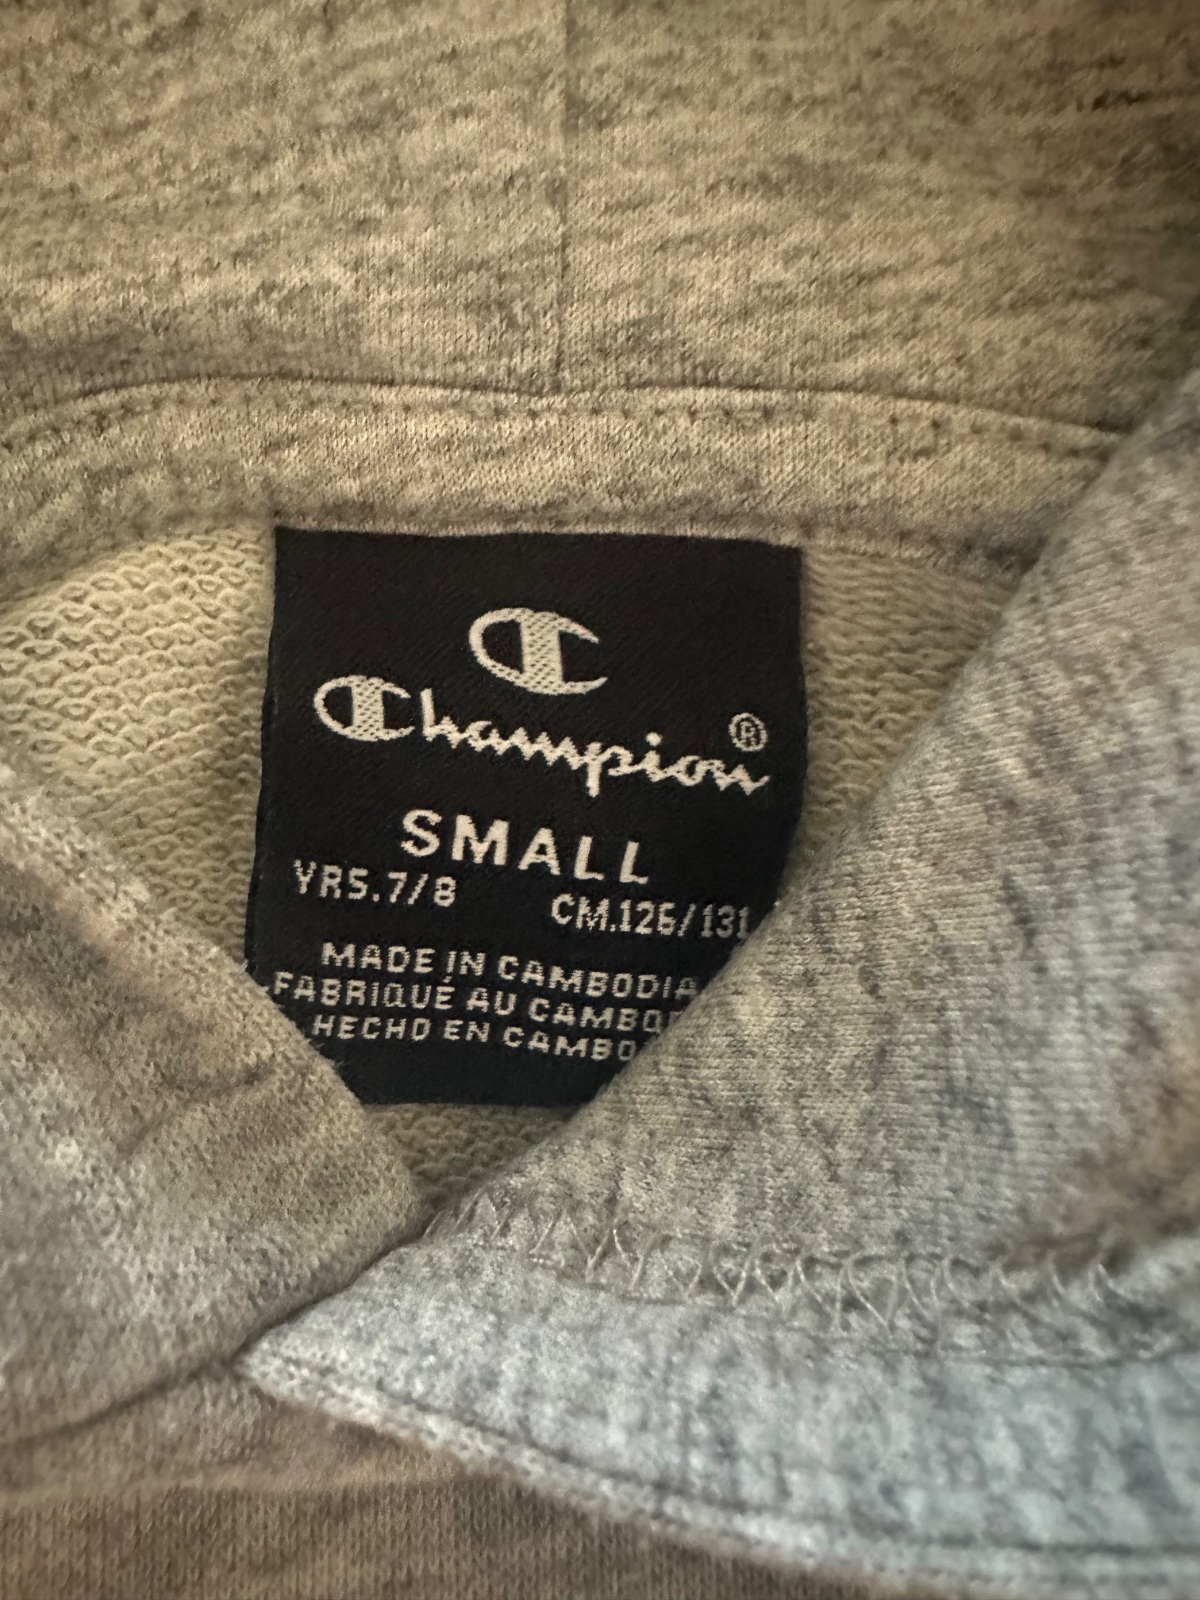 C
Champion®
SMALL
YRS.7/8 CM.126/131
MADE IN CAMBODIA
FABRIQUÉ AU
HECHO EN